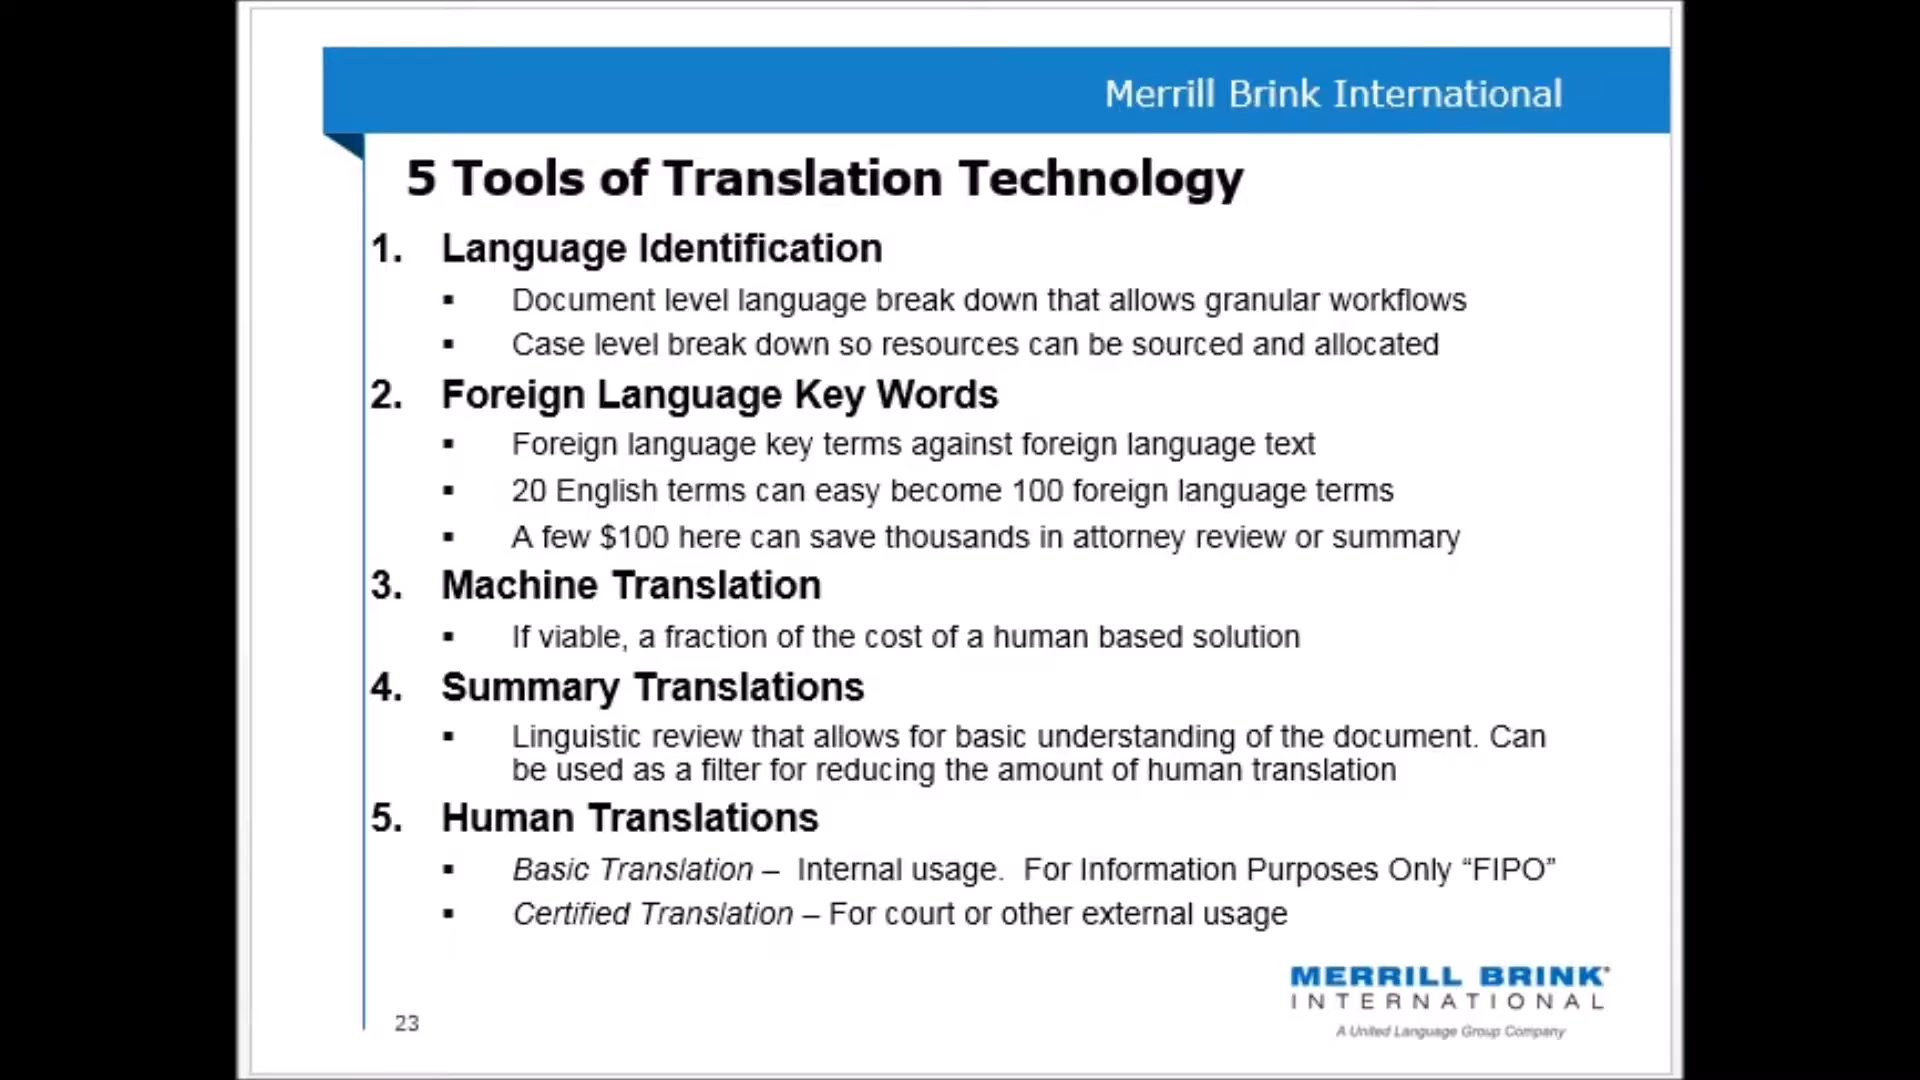 Merrill Brink International
5 Tools of Translation Technology
1. Language Identification
▪ Document level language break down that allows granular workflows
▪ Case level break down so resources can be sourced and allocated
2. Foreign Language Key Words
▪ Foreign language key terms against foreign language text
▪ 20 English terms can easy become 100 foreign language terms
▪ A few $100 here can save thousands in attorney review or summary
3. Machine Translation
▪ If viable, a fraction of the cost of a human based solution
4. Summary Translations
▪ Linguistic review that allows for basic understanding of the document. Can
be used as a filter for reducing the amount of human translation
5. Human Translations
▪ Basic Translation – Internal usage. For Information Purposes Only “FIPO”
▪ Certified Translation – For court or other external usage
MERRILL BRINK®
INTERNATIONAL
A United Language Group Company
23